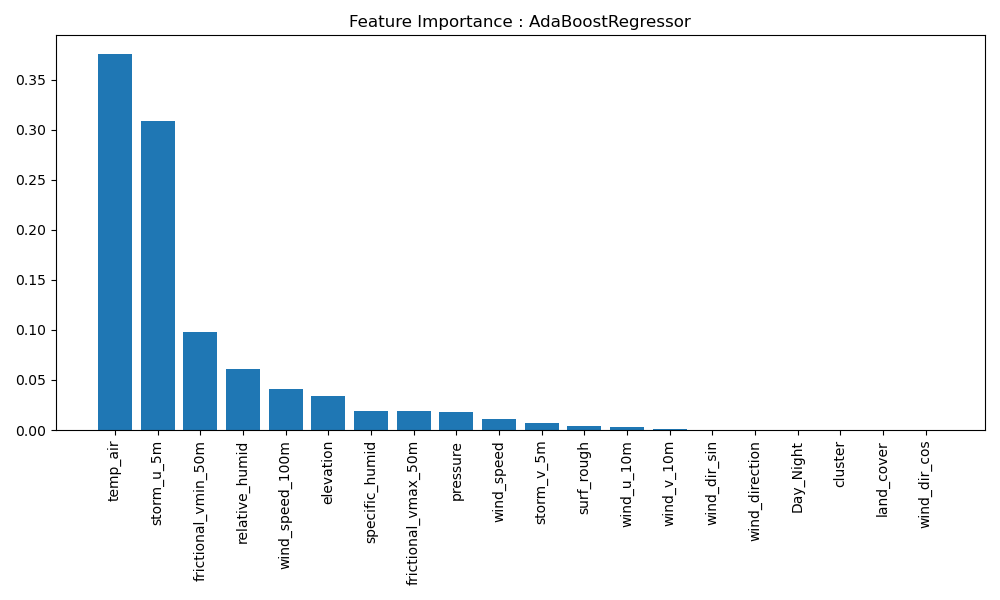 Feature Importance : AdaBoostRegressor
0.35
0.30
0.25
0.20
0.15
0.10
0.05
0.00
temp_air
storm_u_5m
frictional_vmin_50m
relative_humid
wind_speed_100m
elevation
specific_humid
frictional_vmax_50m
pressure
wind_speed
storm_v_5m
surf_rough
wind_u_10m
wind_v_10m
wind_dir_sin
wind_direction
Day_Night
cluster
land_cover
wind_dir_cos